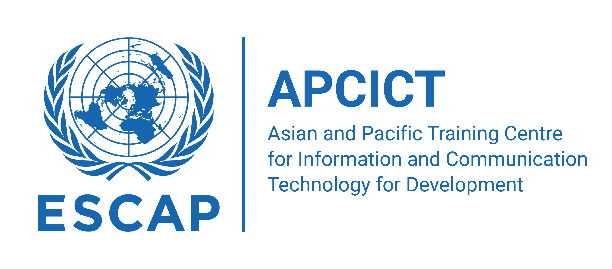 ESCAP
APCICT
Asian and Pacific Training Centre
for Information and Communication
Technology for Development